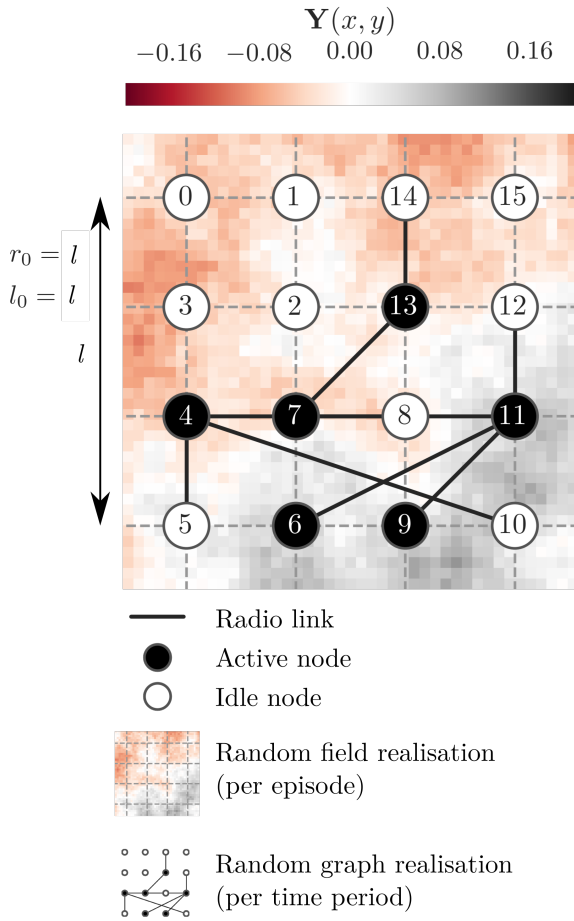 Y(x, y)
−0.16 −0.08 0.00 0.08 0.16
0 1 14 15
r₀ = l
l₀ = l
3 2 13 12
l
4 7 8 11
5 6 9 10
Radio link
Active node
Idle node
Random field realisation
(per episode)
Random graph realisation
(per time period)